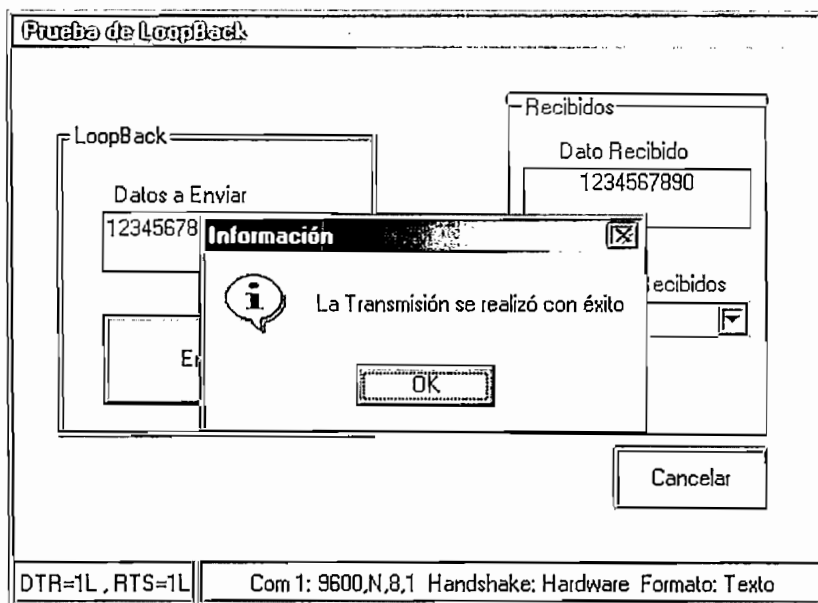 Prueba de LoopBack
LoopBack
Datos a Enviar
12345678
Recibidos
Dato Recibido
1234567890
ecibidos
Información
La Transmisión se realizó con éxito
OK
Cancelar
DTR=1L , RTS=1L
Com 1: 9600,N,8,1 Handshake: Hardware Formato: Texto